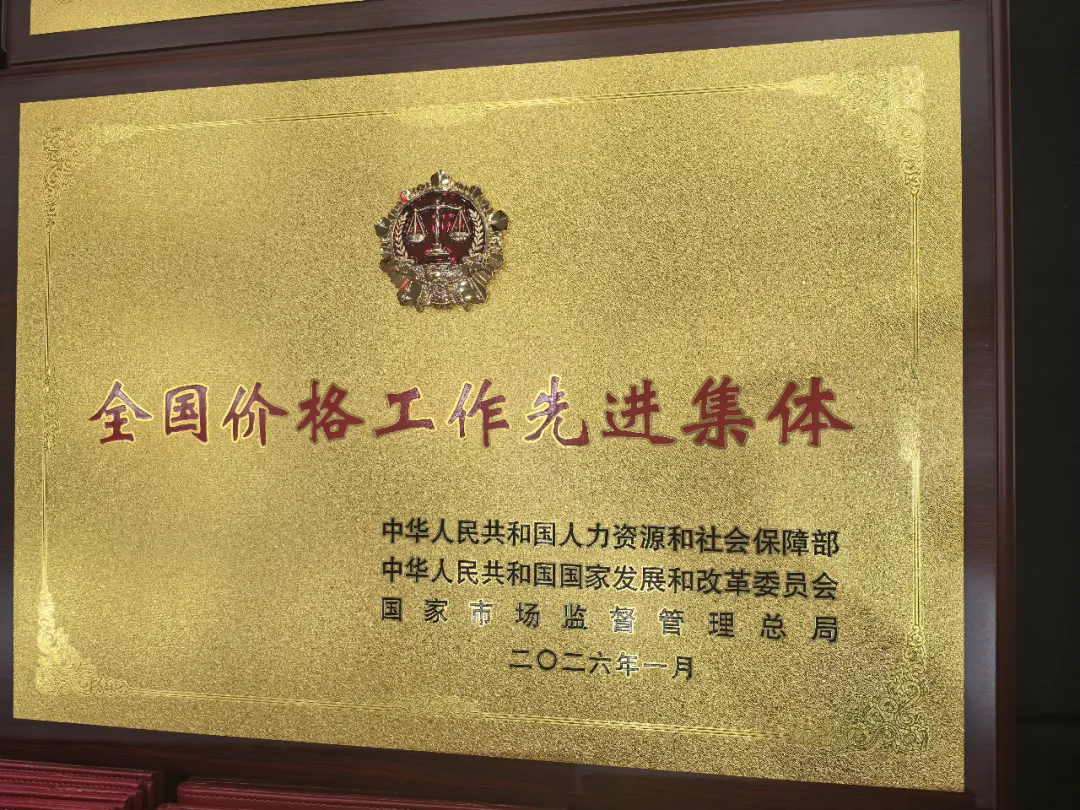 全国价格工作先进集体
中华人民共和国人力资源和社会保障部
中华人民共和国国家发展和改革委员会
国家市场监督管理总局
二〇二六年一月